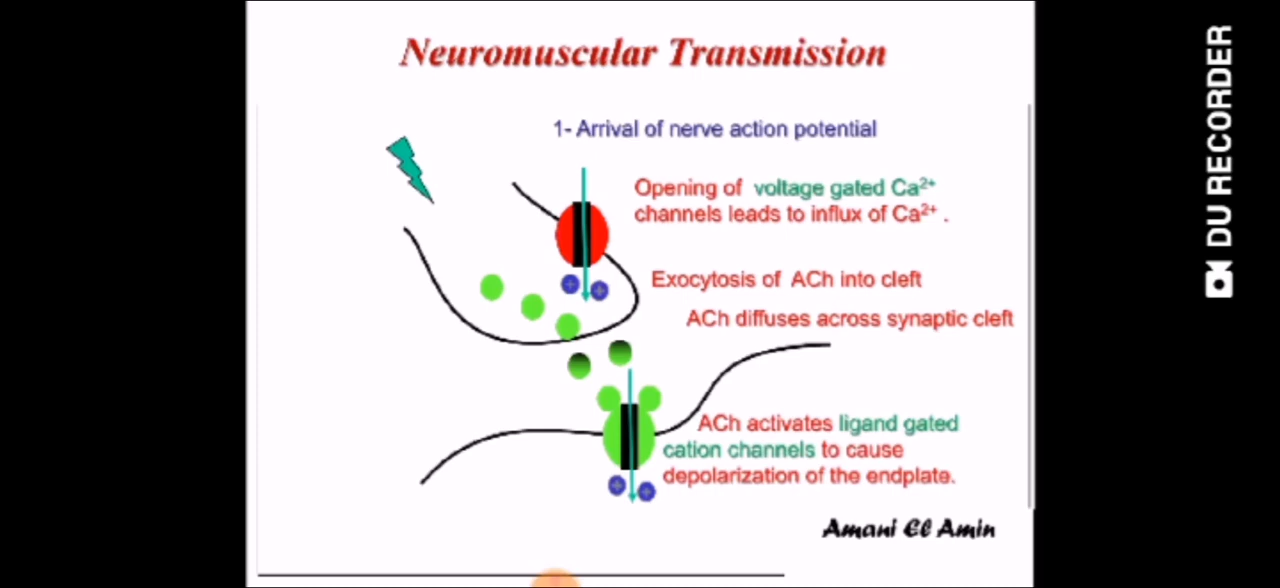 Neuromuscular Transmission
1- Arrival of nerve action potential
Opening of voltage gated Ca²⁺
channels leads to influx of Ca²⁺ .
Exocytosis of ACh into cleft
ACh diffuses across synaptic cleft
ACh activates ligand gated
cation channels to cause
depolarization of the endplate.
Amani El Amin
DU RECORDER